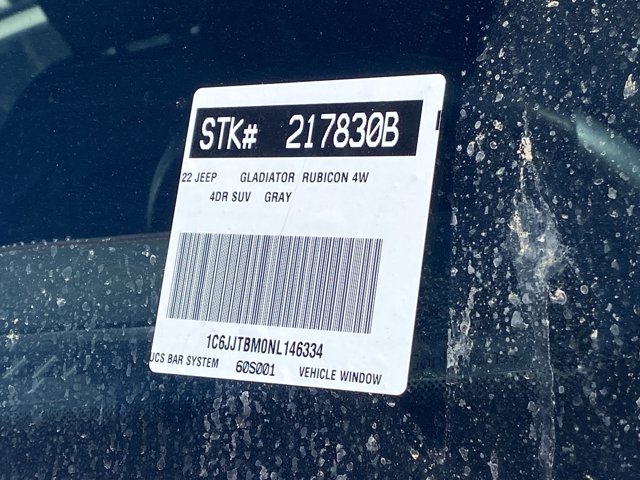 STK# 217830B
22 JEEP GLADIATOR RUBICON 4W
4DR SUV GRAY
1C6JJTBM0NL146334
UCS BAR SYSTEM 60S001 VEHICLE WINDOW